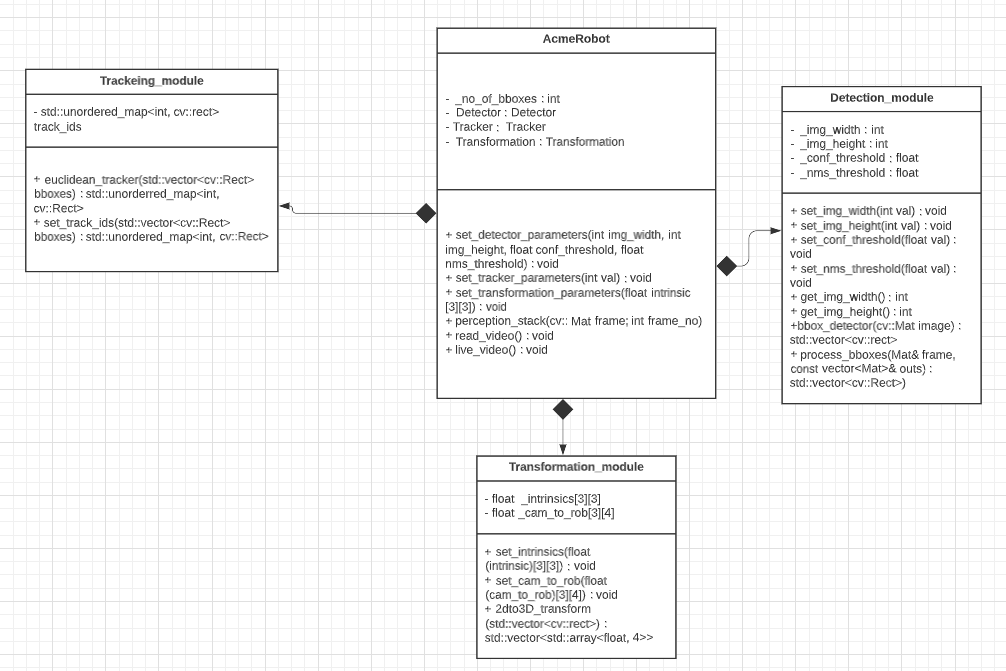 AcmeRobot
- _no_of_bboxes : int
- Detector : Detector
- Tracker : Tracker
- Transformation : Transformation
+ set_detector_parameters(int img_width, int
img_height, float conf_threshold, float
nms_threshold) : void
+ set_tracker_parameters(int val) : void
+ set_transformation_parameters(float intrinsic
[3][3]) : void
+ perception_stack(cv:: Mat frame; int frame_no)
+ read_video() : void
+ live_video() : void
Trackeing_module
- std::unordered_map<int, cv::rect>
track_ids
+ euclidean_tracker(std::vector<cv::Rect>
bboxes) : std::unorderred_map<int,
cv::Rect>
+ set_track_ids(std::vector<cv::Rect>
bboxes) : std::unordered_map<int, cv::Rect>
Detection_module
- _img_width : int
- _img_height : int
- _conf_threshold : float
- _nms_threshold : float
+ set_img_width(int val) : void
+ set_img_height(int val) : void
+ set_conf_threshold(float val) :
void
+ set_nms_threshold(float val) :
void
+ get_img_width() : int
+ get_img_height() : int
+bbox_detector(cv::Mat image) :
std::vector<cv::rect>
+ process_bboxes(Mat& frame,
const vector<Mat>& outs) :
std::vector<cv::Rect>)
Transformation_module
- float _intrinsics[3][3]
- float _cam_to_rob[3][4]
+ set_intrinsics(float
(intrinsic)[3][3]) : void
+ set_cam_to_rob(float
(cam_to_rob)[3][4]) : void
+ 2dto3D_transform
(std::vector<cv::rect>) :
std::vector<std::array<float, 4>>